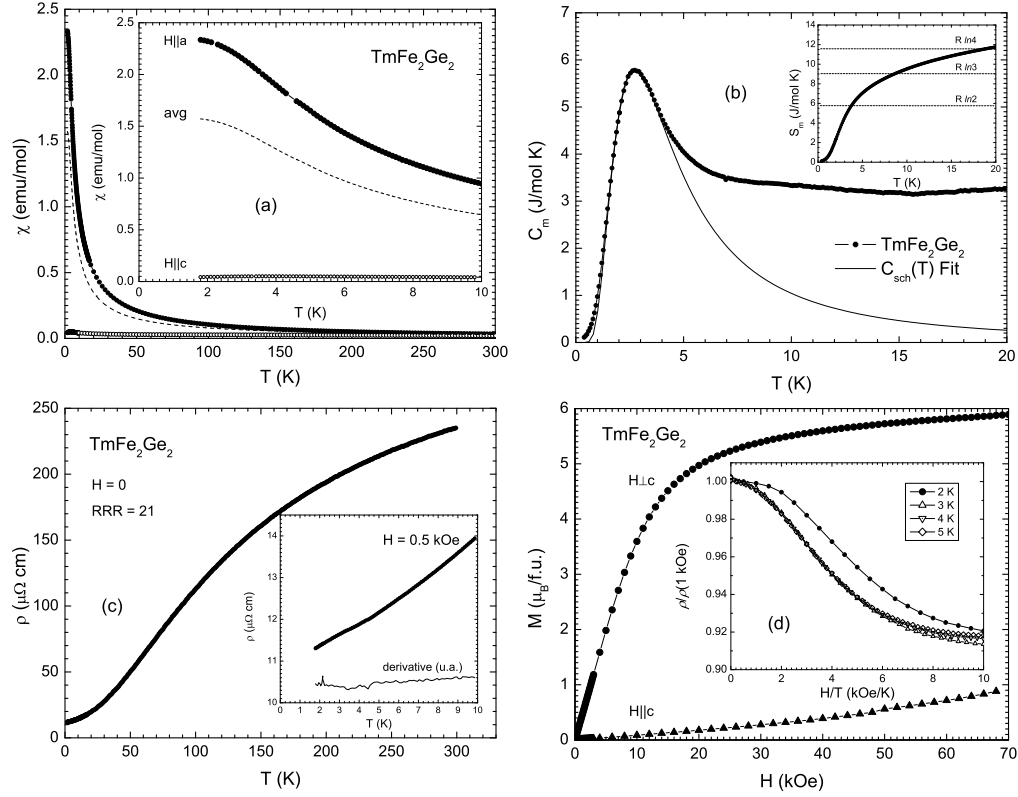 2.5
2.0
1.5
1.0
0.5
0.0
χ (emu/mol)
0
50
100
150
200
250
300
T (K)
2.5
2.0
1.5
1.0
0.5
0.0
χ (emu/mol)
0
2
4
6
8
10
T (K)
H||a
TmFe2Ge2
avg
(a)
H||c
7
6
5
4
3
2
1
0
Cm (J/mol K)
0
5
10
15
20
T (K)
(b)
TmFe2Ge2
Csch(T) Fit
14
12
10
8
6
4
2
0
Sm (J/mol K)
0
5
10
15
20
T (K)
R ln4
R ln3
R ln2
250
200
150
100
50
0
ρ (μΩ cm)
0
50
100
150
200
250
300
T (K)
TmFe2Ge2
H = 0
RRR = 21
(c)
14
13
12
11
10
ρ (μΩ cm)
0
1
2
3
4
5
6
7
8
9
10
T (K)
H = 0.5 kOe
derivative (u.a.)
6
5
4
3
2
1
0
M (μB/f.u.)
0
10
20
30
40
50
60
70
H (kOe)
TmFe2Ge2
H⊥c
H||c
1.00
0.98
0.96
0.94
0.92
0.90
ρ/ρ(1 kOe)
0
2
4
6
8
10
H/T (kOe/K)
2 K
3 K
4 K
5 K
(d)